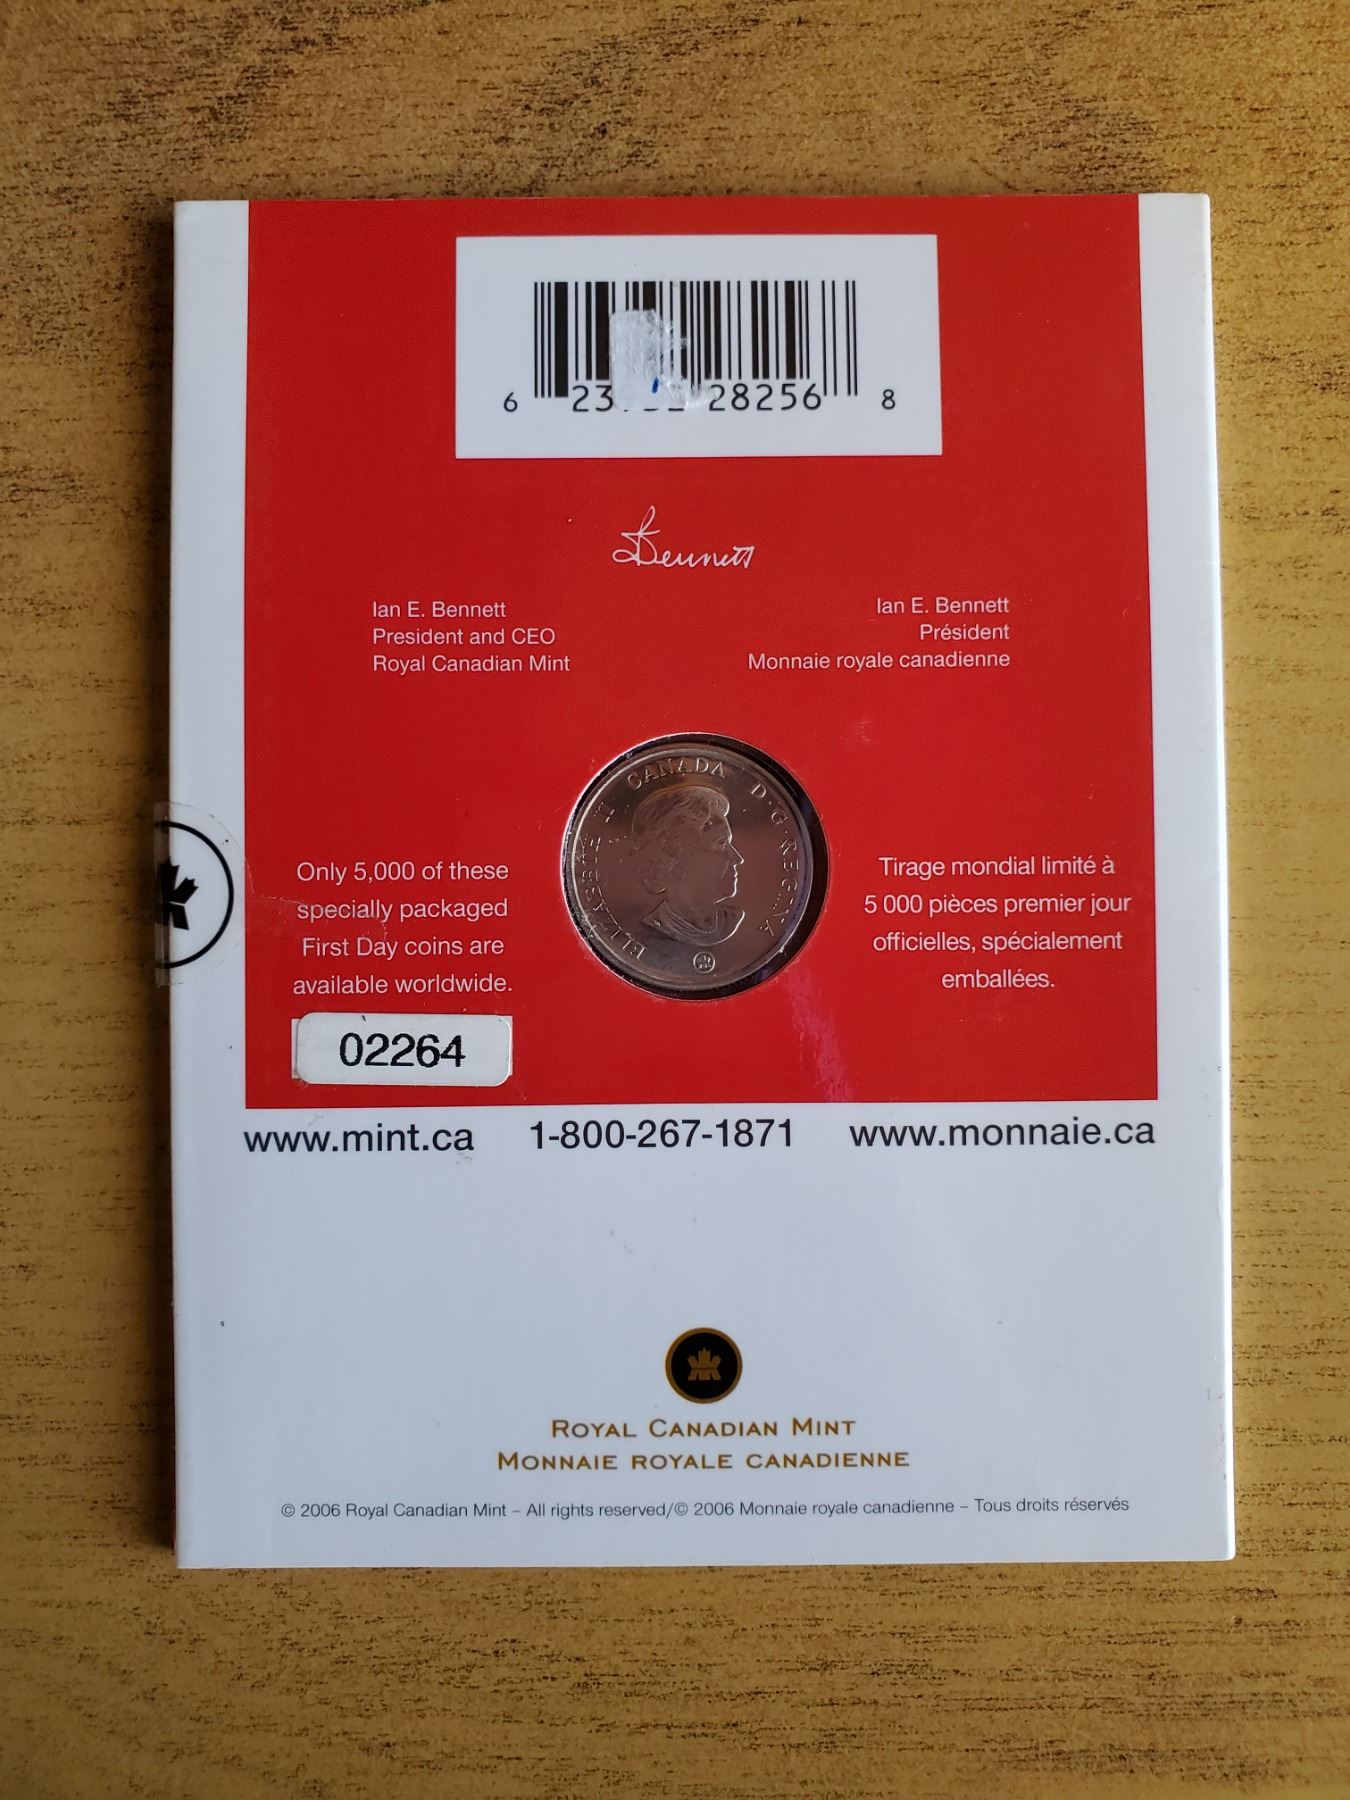 6 23 28256 8
Bennett
Ian E. Bennett
President and CEO
Royal Canadian Mint
Ian E. Bennett
Président
Monnaie royale canadienne
ELIZABETH II CANADA D·G·REGINA
Only 5,000 of these
specially packaged
First Day coins are
available worldwide.
02264
Tirage mondial limité à
5 000 pièces premier jour
officielles, spécialement
emballées.
www.mint.ca 1-800-267-1871 www.monnaie.ca
ROYAL CANADIAN MINT
MONNAIE ROYALE CANADIENNE
© 2006 Royal Canadian Mint – All rights reserved/© 2006 Monnaie royale canadienne – Tous droits réservés